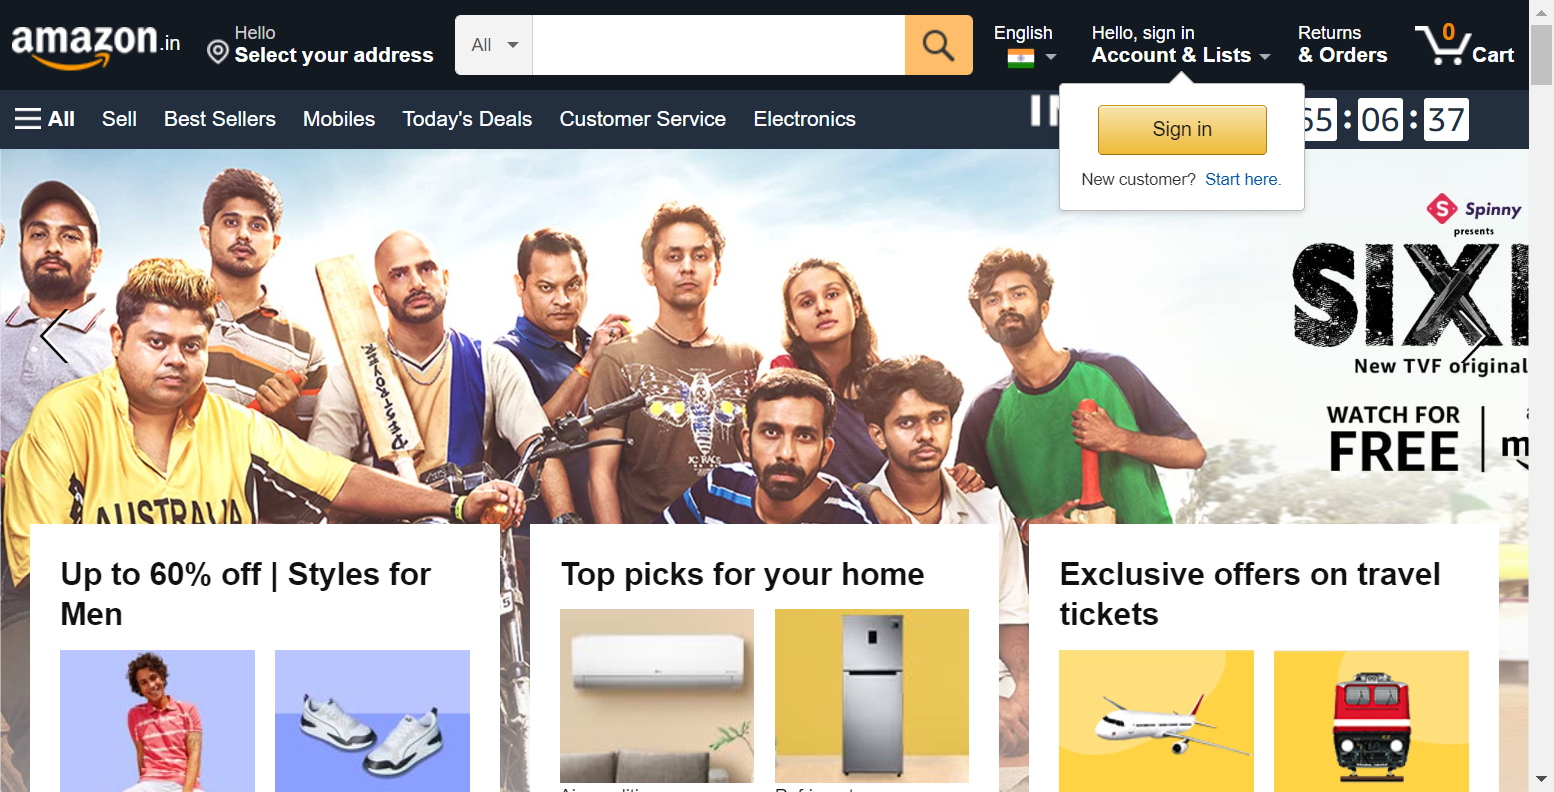 amazon.in
Hello
Select your address
All
English
Hello, sign in
Account & Lists
Returns
& Orders
0
Cart
All
Sell
Best Sellers
Mobiles
Today's Deals
Customer Service
Electronics
55 : 06 : 37
Sign in
New customer? Start here.
S Spinny
presents
SIX
New TVF original
WATCH FOR
FREE
AUSTRALIA
JC RAGS
Up to 60% off | Styles for
Men
Top picks for your home
Exclusive offers on travel
tickets